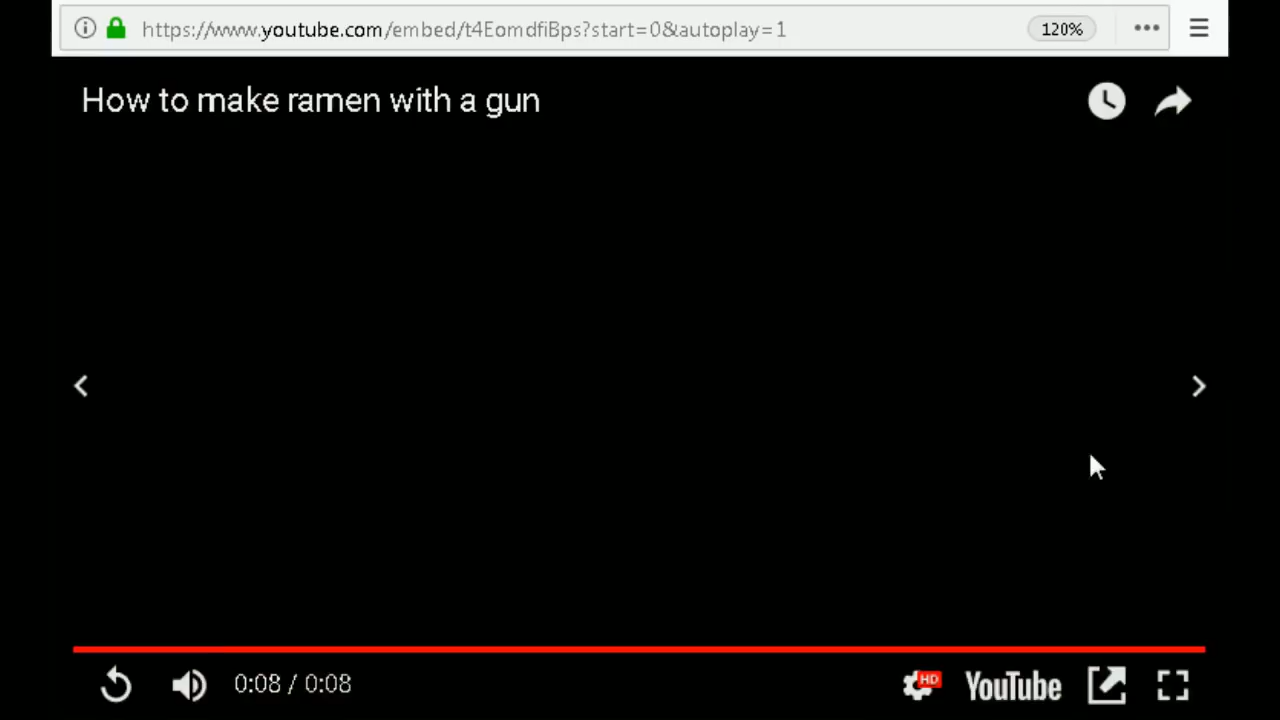 https://www.youtube.com/embed/t4EomdfiBps?start=0&autoplay=1
120%
How to make ramen with a gun
0:08 / 0:08
HD
YouTube